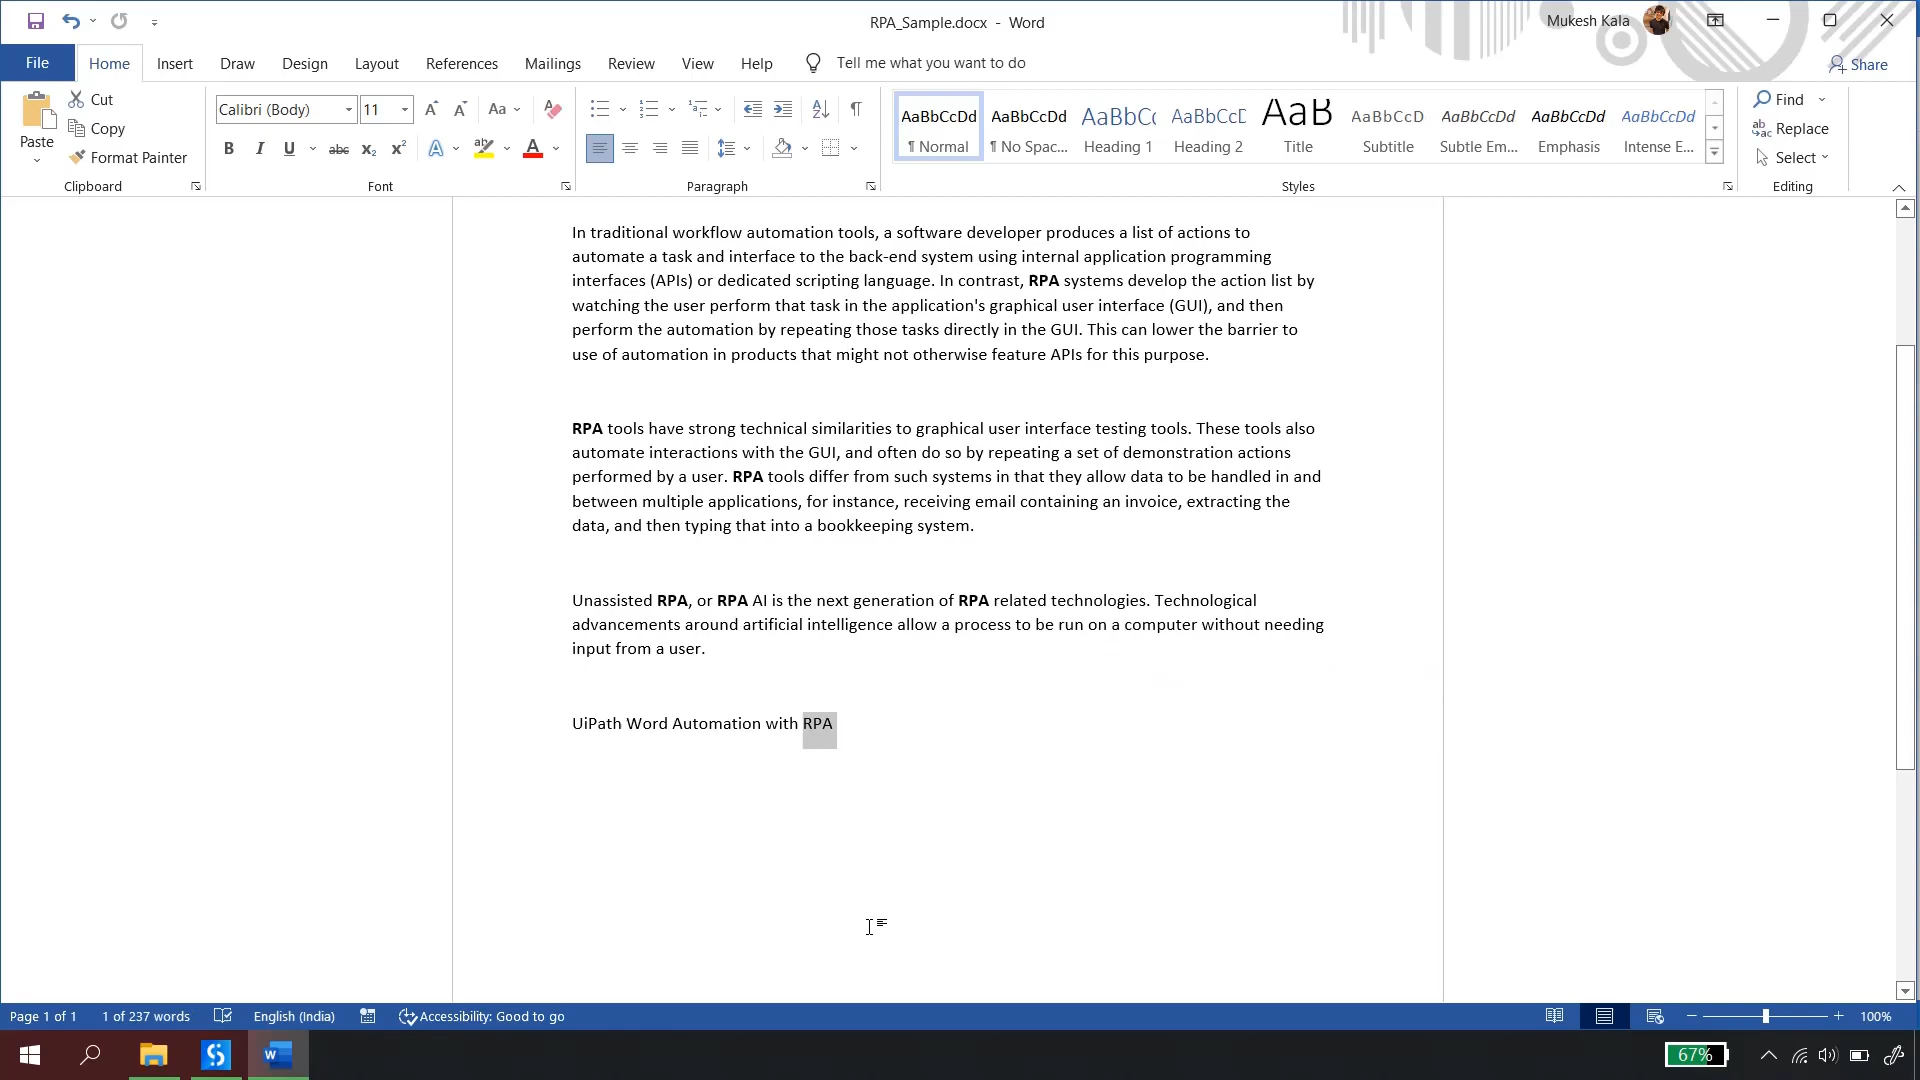 RPA_Sample.docx - Word
Mukesh Kala
File Home Insert Draw Design Layout References Mailings Review View Help Tell me what you want to do
Share
Paste
Cut
Copy
Format Painter
Clipboard
Calibri (Body) 11
Aa
B I U abc x₂ x² A ab A
Font
Paragraph
AaBbCcDd AaBbCcDd AaBbCc AaBbCcD AaB AaBbCcD AaBbCcDd AaBbCcDd AaBbCcDd
¶ Normal ¶ No Spac... Heading 1 Heading 2 Title Subtitle Subtle Em... Emphasis Intense E...
Styles
Find
Replace
Select
Editing
In traditional workflow automation tools, a software developer produces a list of actions to
automate a task and interface to the back-end system using internal application programming
interfaces (APIs) or dedicated scripting language. In contrast, RPA systems develop the action list by
watching the user perform that task in the application's graphical user interface (GUI), and then
perform the automation by repeating those tasks directly in the GUI. This can lower the barrier to
use of automation in products that might not otherwise feature APIs for this purpose.
RPA tools have strong technical similarities to graphical user interface testing tools. These tools also
automate interactions with the GUI, and often do so by repeating a set of demonstration actions
performed by a user. RPA tools differ from such systems in that they allow data to be handled in and
between multiple applications, for instance, receiving email containing an invoice, extracting the
data, and then typing that into a bookkeeping system.
Unassisted RPA, or RPA AI is the next generation of RPA related technologies. Technological
advancements around artificial intelligence allow a process to be run on a computer without needing
input from a user.
UiPath Word Automation with RPA
Page 1 of 1 1 of 237 words English (India) Accessibility: Good to go 100%
67%